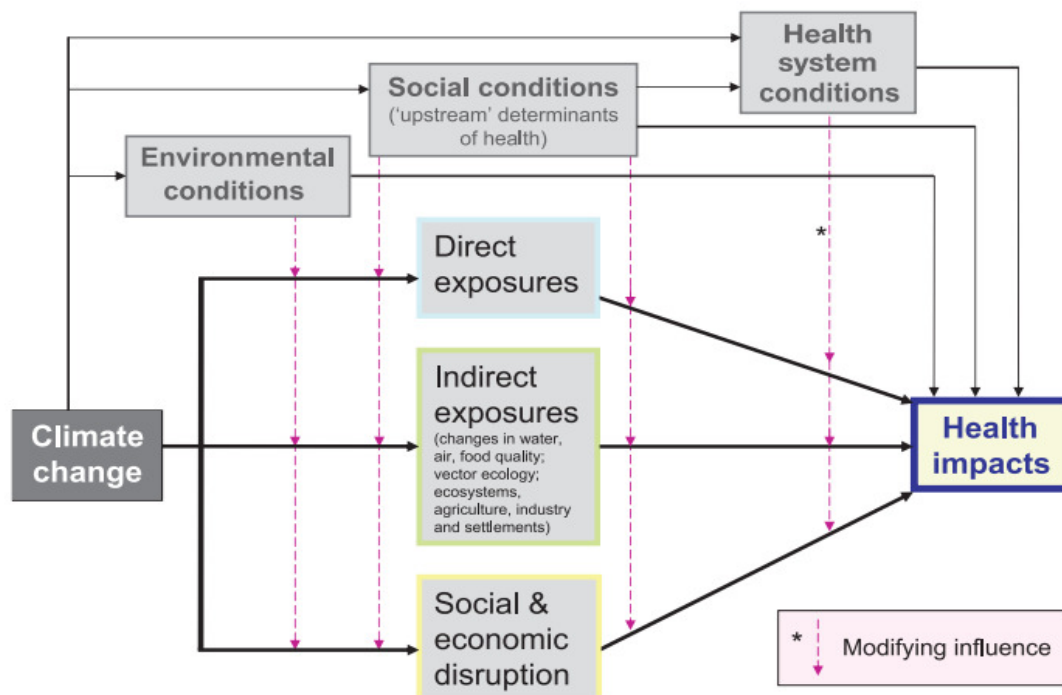 Health
system
conditions
Social conditions
(‘upstream’ determinants
of health)
Environmental
conditions
Direct
exposures
*
Indirect
exposures
(changes in water,
air, food quality;
vector ecology;
ecosystems,
agriculture, industry
and settlements)
Climate
change
Health
impacts
Social &
economic
disruption
* Modifying influence